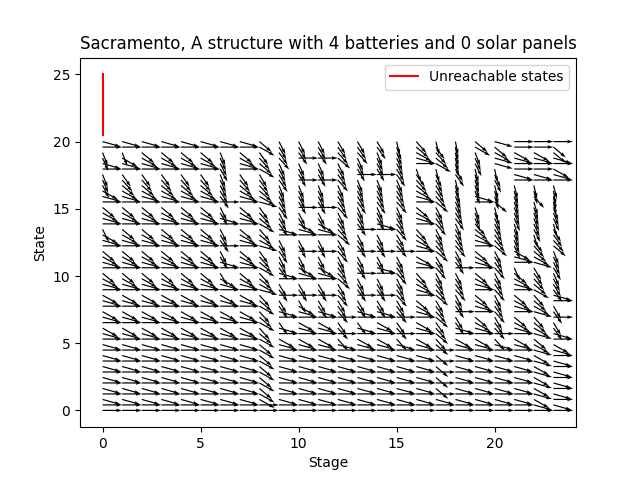 Sacramento, A structure with 4 batteries and 0 solar panels
Unreachable states
25
20
15
10
5
0
State
0 5 10 15 20
Stage